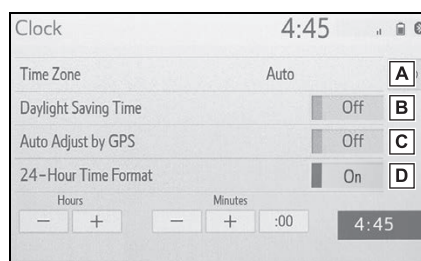 Clock 4:45
Time Zone Auto A
Daylight Saving Time Off B
Auto Adjust by GPS Off C
24-Hour Time Format On D
Hours Minutes
− + − + :00 4:45